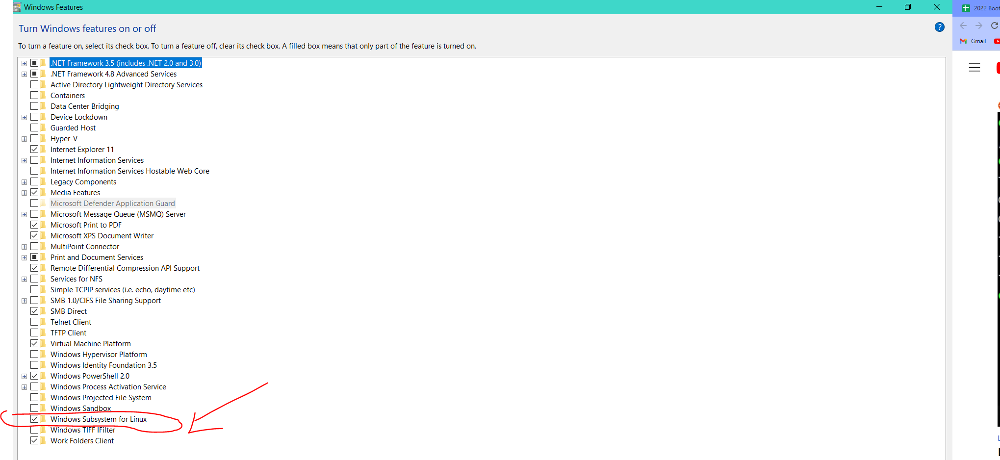 Windows Features
2022 Boot
Turn Windows features on or off
?
To turn a feature on, select its check box. To turn a feature off, clear its check box. A filled box means that only part of the feature is turned on.
Gmail
.NET Framework 3.5 (includes .NET 2.0 and 3.0)
.NET Framework 4.8 Advanced Services
Active Directory Lightweight Directory Services
Containers
Data Center Bridging
Device Lockdown
Guarded Host
Hyper-V
Internet Explorer 11
Internet Information Services
Internet Information Services Hostable Web Core
Legacy Components
Media Features
Microsoft Defender Application Guard
Microsoft Message Queue (MSMQ) Server
Microsoft Print to PDF
Microsoft XPS Document Writer
MultiPoint Connector
Print and Document Services
Remote Differential Compression API Support
Services for NFS
Simple TCPIP services (i.e. echo, daytime etc)
SMB 1.0/CIFS File Sharing Support
SMB Direct
Telnet Client
TFTP Client
Virtual Machine Platform
Windows Hypervisor Platform
Windows Identity Foundation 3.5
Windows PowerShell 2.0
Windows Process Activation Service
Windows Projected File System
Windows Sandbox
Windows Subsystem for Linux
Windows TIFF IFilter
Work Folders Client